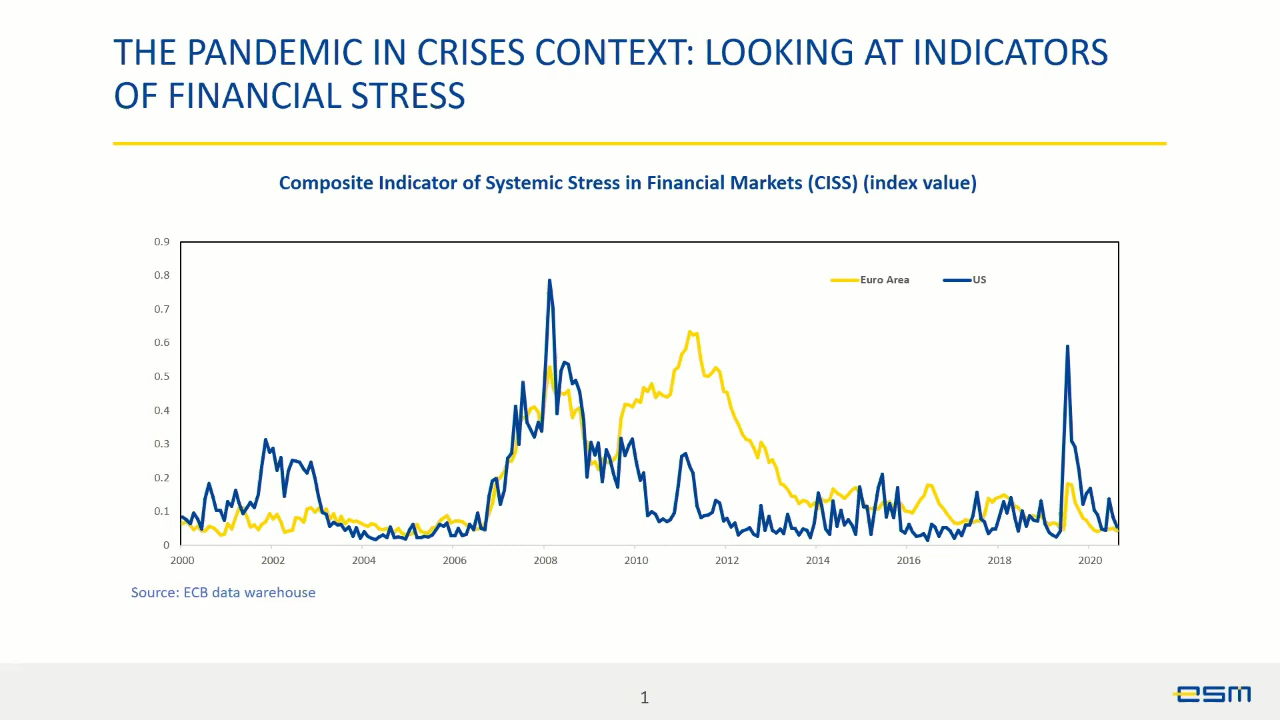 THE PANDEMIC IN CRISES CONTEXT: LOOKING AT INDICATORS
OF FINANCIAL STRESS
Composite Indicator of Systemic Stress in Financial Markets (CISS) (index value)
0.9
0.8
0.7
0.6
0.5
0.4
0.3
0.2
0.1
0
Euro Area
US
2000 2002 2004 2006 2008 2010 2012 2014 2016 2018 2020
Source: ECB data warehouse
1
esm